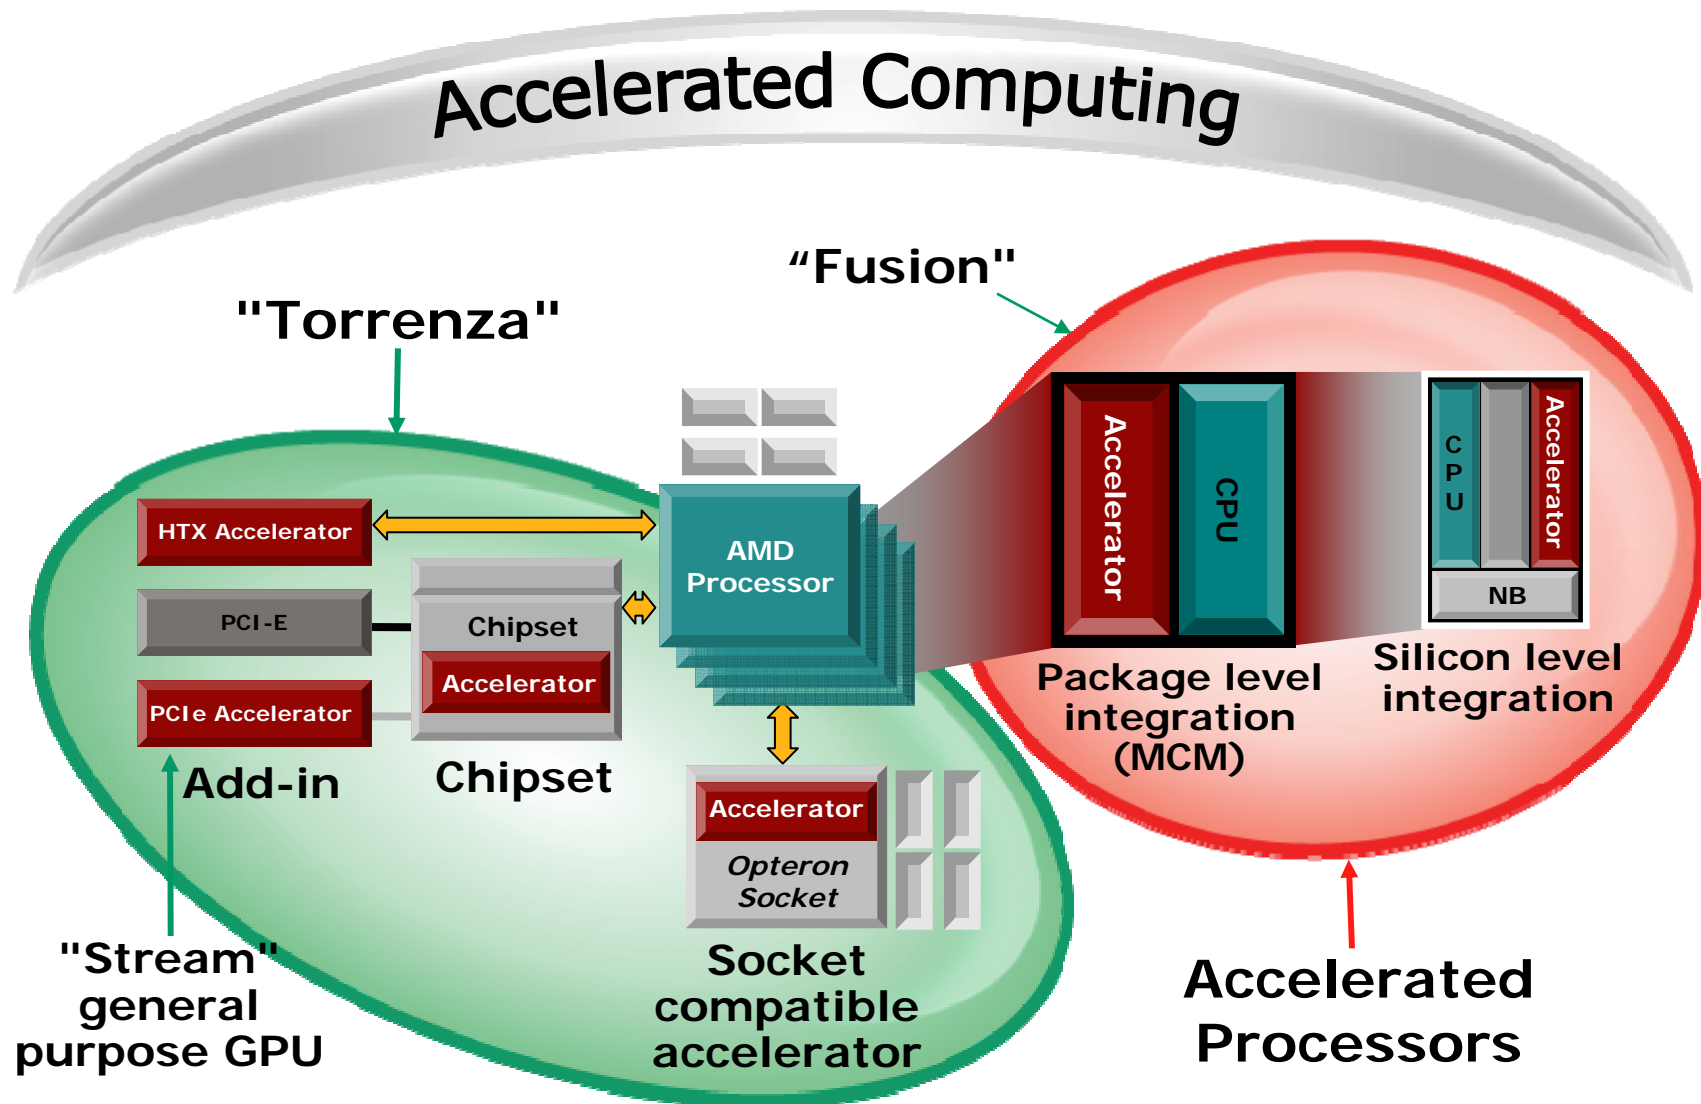 Accelerated Computing
"Torrenza"
“Fusion"
HTX Accelerator
PCI-E
PCIe Accelerator
Add-in
Chipset
Accelerator
Chipset
AMD
Processor
Accelerator
Opteron
Socket
Socket
compatible
accelerator
"Stream"
general
purpose GPU
Accelerator
CPU
Package level
integration
(MCM)
CPU
Accelerator
NB
Silicon level
integration
Accelerated
Processors